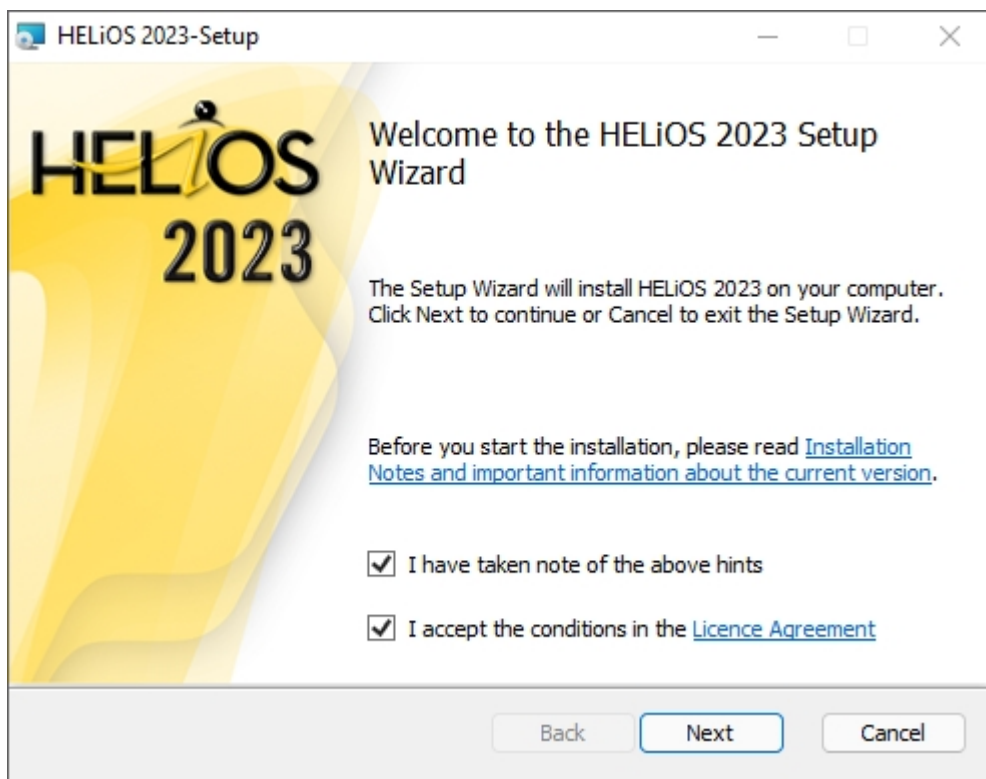 HELiOS 2023-Setup
HELiOS
2023
Welcome to the HELiOS 2023 Setup
Wizard
The Setup Wizard will install HELiOS 2023 on your computer.
Click Next to continue or Cancel to exit the Setup Wizard.
Before you start the installation, please read Installation
Notes and important information about the current version.
I have taken note of the above hints
I accept the conditions in the Licence Agreement
Back Next Cancel